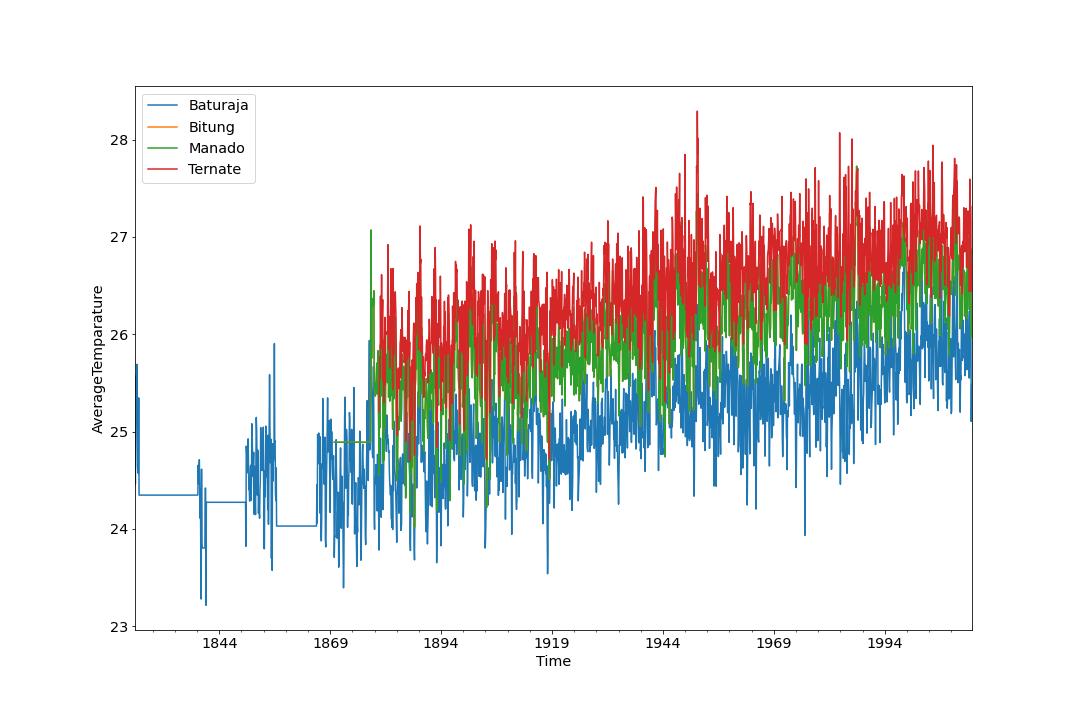 Baturaja
Bitung
Manado
Ternate
28
27
26
25
24
23
AverageTemparature
1844 1869 1894 1919 1944 1969 1994
Time